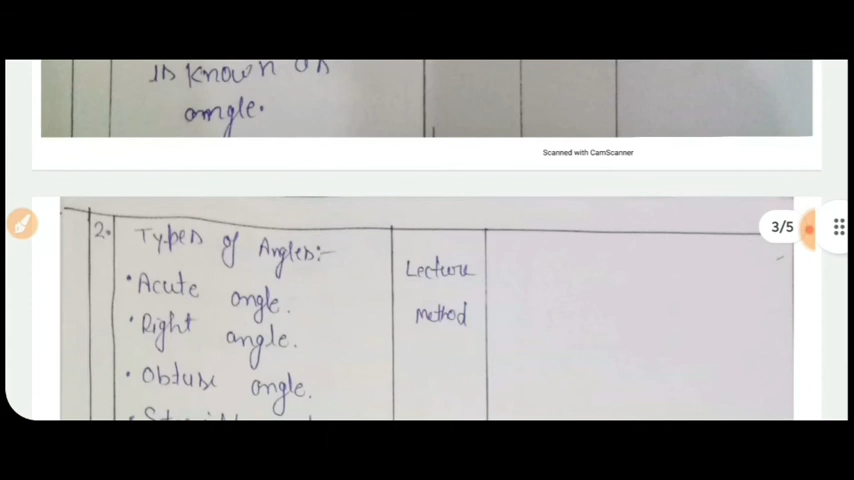 is known as
angle.
Scanned with CamScanner
3/5
2. Types of Angles:-
• Acute angle.
• Right angle.
• Obtuse angle.
Lecture
Method